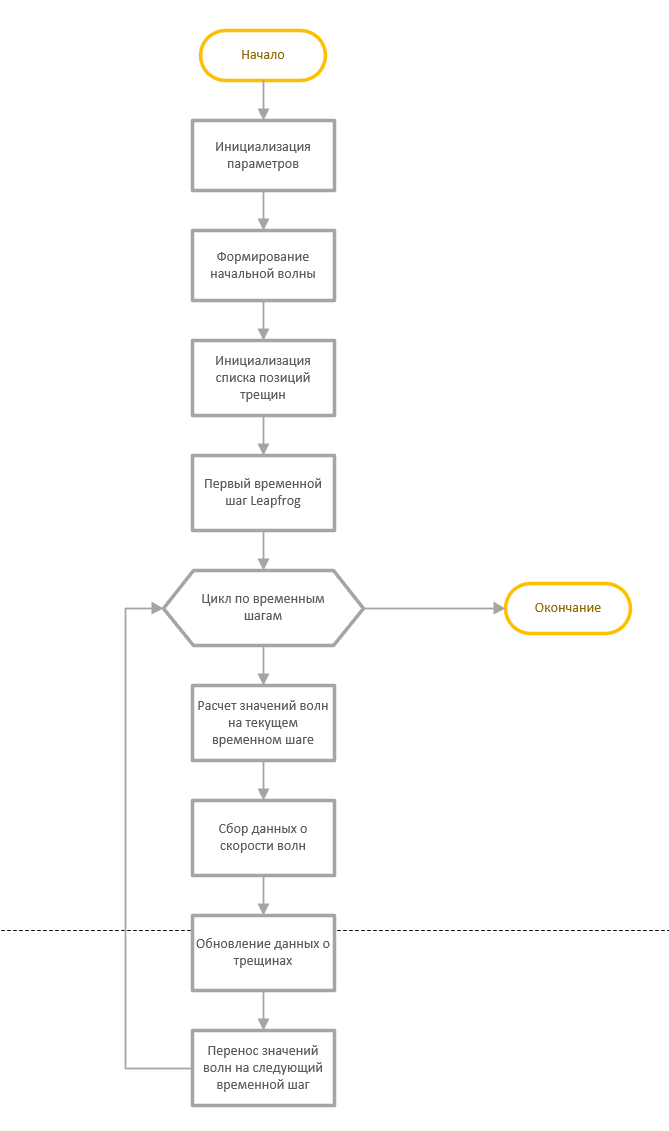 Начало
Инициализация
параметров
Формирование
начальной волны
Инициализация
списка позиций
трещин
Первый временной
шаг Leapfrog
Цикл по временным
шагам
Окончание
Расчет значений волн
на текущем
временном шаге
Сбор данных о
скорости волн
Обновление данных о
трещинах
Перенос значений
волн на следующий
временной шаг